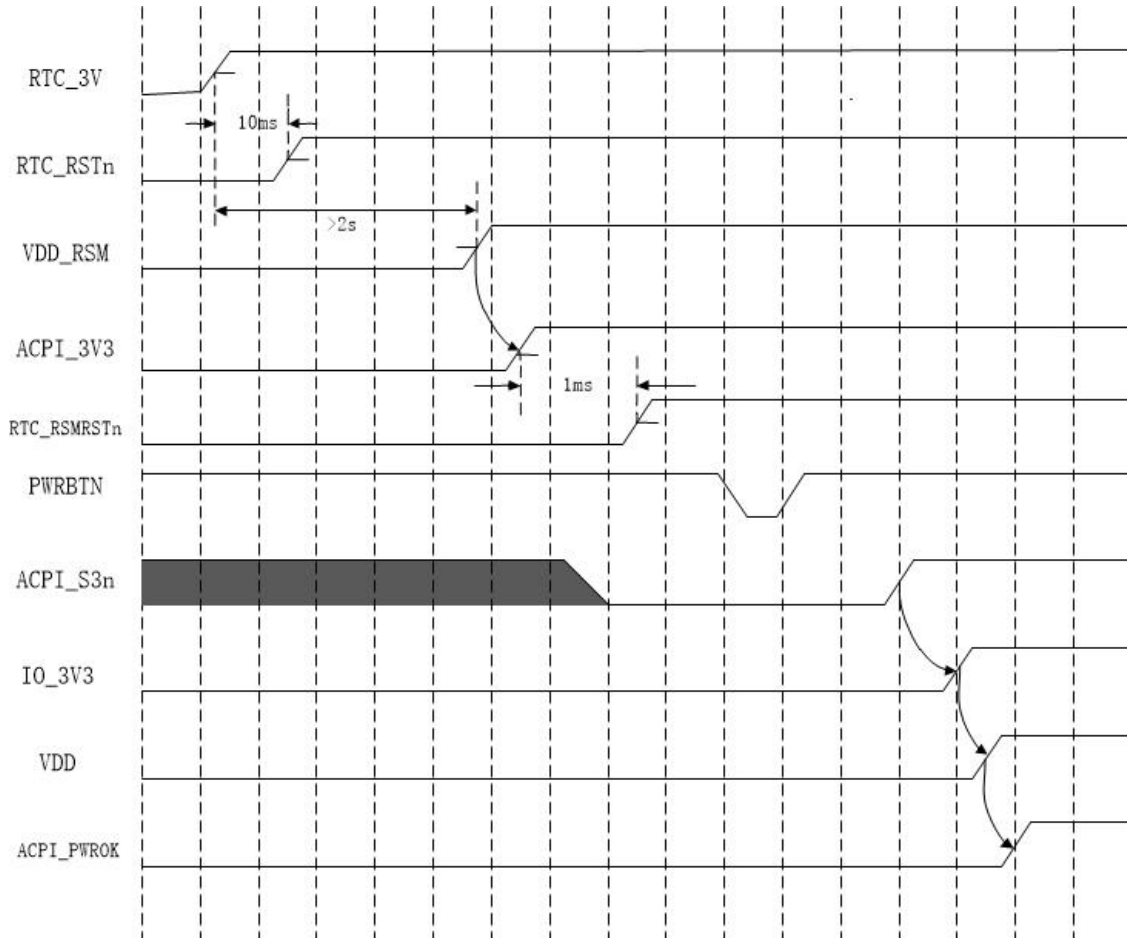 RTC_3V
10ms
RTC_RSTn
>2s
VDD_RSM
ACPI_3V3
1ms
RTC_RSMRSTn
PWRBTN
ACPI_S3n
IO_3V3
VDD
ACPI_PWROK